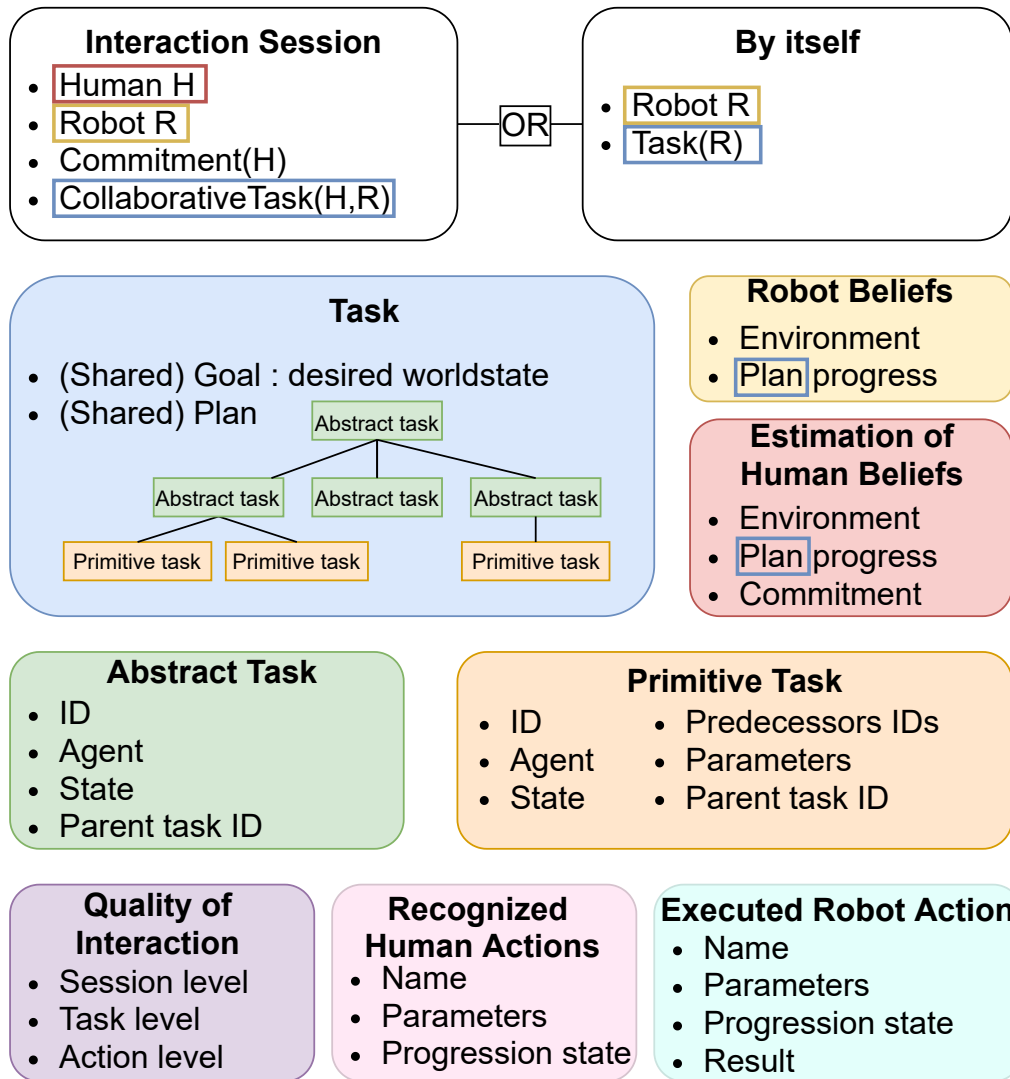 Interaction Session
• Human H
• Robot R
• Commitment(H)
• CollaborativeTask(H,R)
OR
By itself
• Robot R
• Task(R)
Task
• (Shared) Goal : desired worldstate
• (Shared) Plan
Abstract task
Abstract task
Abstract task
Abstract task
Primitive task
Primitive task
Primitive task
Robot Beliefs
• Environment
• Plan progress
Estimation of
Human Beliefs
• Environment
• Plan progress
• Commitment
Abstract Task
• ID
• Agent
• State
• Parent task ID
Primitive Task
• ID
• Agent
• State
• Predecessors IDs
• Parameters
• Parent task ID
Quality of
Interaction
• Session level
• Task level
• Action level
Recognized
Human Actions
• Name
• Parameters
• Progression state
Executed Robot Action
• Name
• Parameters
• Progression state
• Result